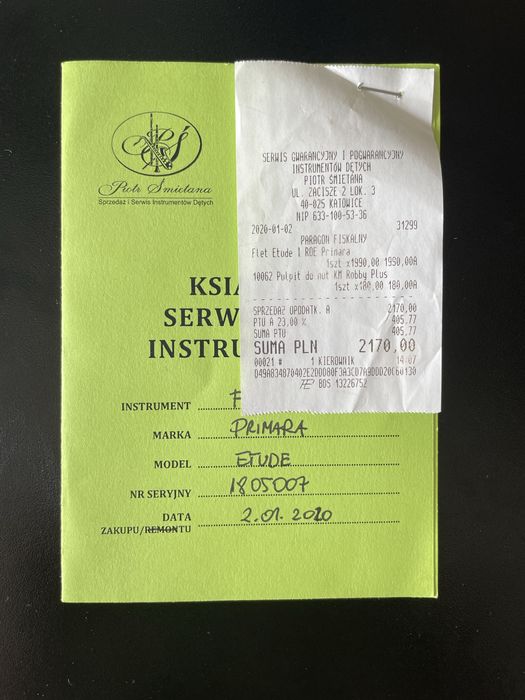 Piotr Śmietana
Sprzedaż i Serwis Instrumentów Dętych
KSIĄ
SERW
INSTRU
INSTRUMENT F
MARKA PRIMARA
MODEL ETUDE
NR SERYJNY 1805007
DATA
ZAKUPU/REMONTU 2.01.2020
SERWIS GWARANCYJNY I POGWARANCYJNY
INSTRUMENTÓW DĘTYCH
PIOTR ŚMIETANA
UL. ZACISZE 2 LOK. 3
40-025 KATOWICE
NIP 633-100-53-36
2020-01-02 31299
PARAGON FISKALNY
Flet Etude I ROE Primara
1szt x1990,00 1990,00A
10062 Pulpit do nut KM Robby Plus
1szt x180,00 180,00A
SPRZEDAŻ OPODATK. A 2170,00
PTU A 23,00 % 405,77
SUMA PTU 405,77
SUMA PLN 2170,00
00021 # 1 KIEROWNIK 14:07
BDS 13226752